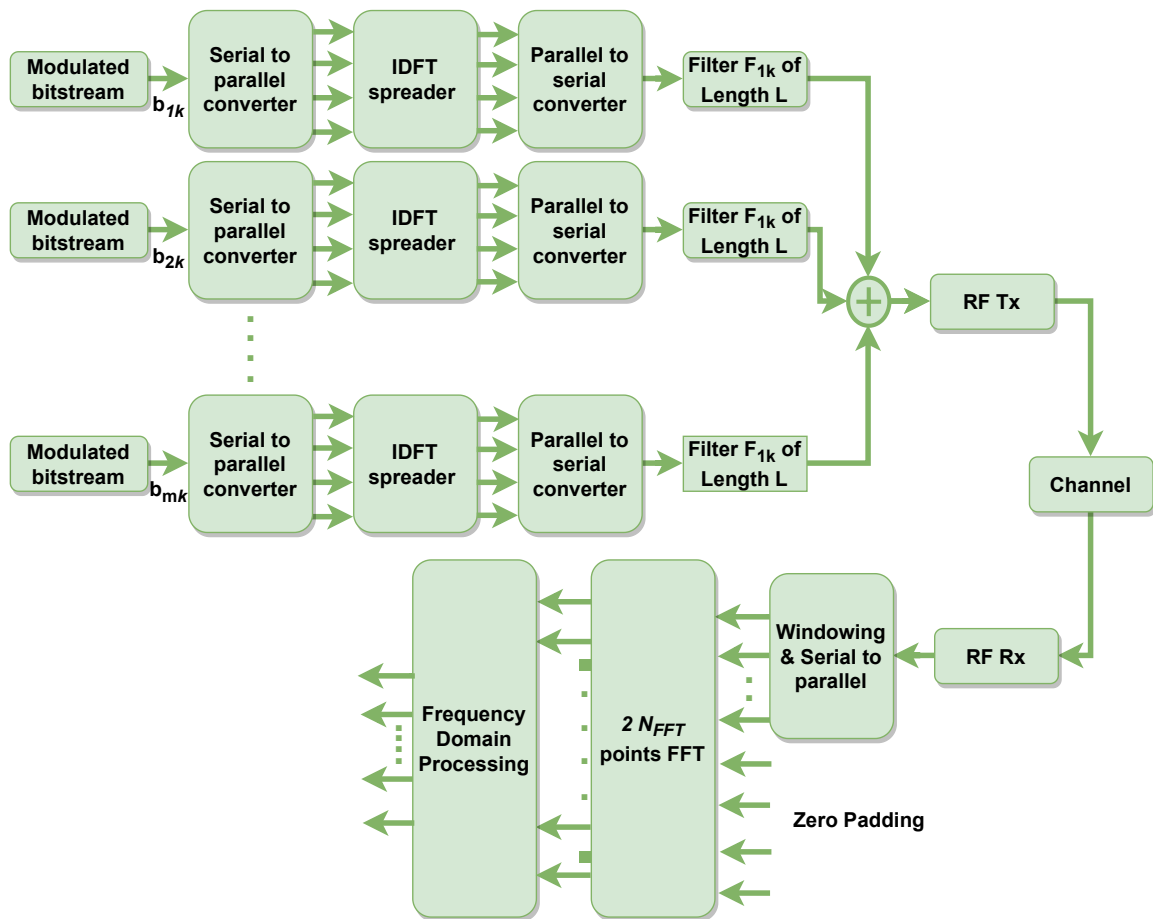 Modulated
bitstream
b1k
Serial to
parallel
converter
IDFT
spreader
Parallel to
serial
converter
Filter F1k of
Length L
Modulated
bitstream
b2k
Serial to
parallel
converter
IDFT
spreader
Parallel to
serial
converter
Filter F1k of
Length L
+
RF Tx
Modulated
bitstream
bmk
Serial to
parallel
converter
IDFT
spreader
Parallel to
serial
converter
Filter F1k of
Length L
Channel
Frequency
Domain
Processing
2 NFFT
points FFT
Windowing
& Serial to
parallel
RF Rx
Zero Padding